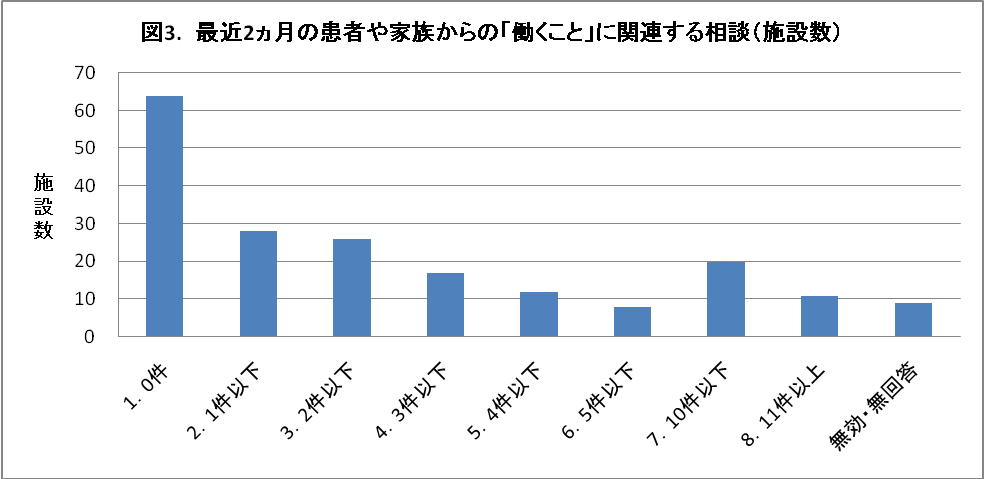 図3. 最近2ヵ月の患者や家族からの「働くこと」に関連する相談（施設数）
70
60
50
40
30
20
10
0
施設数
1. 0件
2. 1件以下
3. 2件以下
4. 3件以下
5. 4件以下
6. 5件以下
7. 10件以下
8. 11件以上
無効・無回答